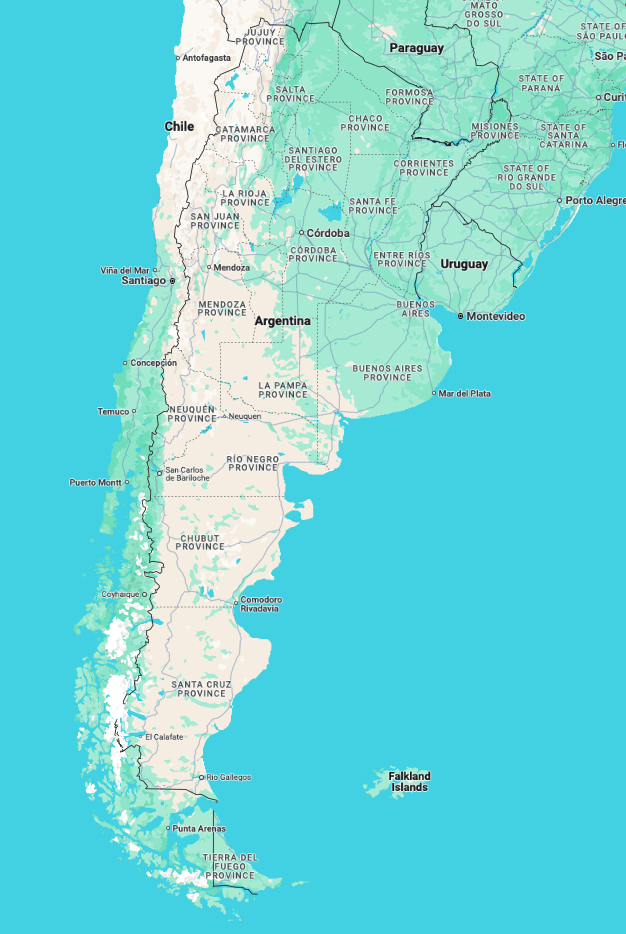 MATO
GROSSO
DO SUL
JUJUY
PROVINCE
STATE OF
SÃO PAULO
Paraguay
Antofagasta
São Pa
STATE OF
PARANÁ
SALTA
PROVINCE
FORMOSA
PROVINCE
Curit
Chile
CATAMARCA
PROVINCE
CHACO
PROVINCE
MISIONES
PROVINCE
STATE OF
SANTA
CATARINA
Flo
SANTIAGO
DEL ESTERO
PROVINCE
CORRIENTES
PROVINCE
STATE OF
RIO GRANDE
DO SUL
LA RIOJA
PROVINCE
SANTA FE
PROVINCE
Porto Alegre
SAN JUAN
PROVINCE
Córdoba
CÓRDOBA
PROVINCE
ENTRE RÍOS
PROVINCE
Uruguay
Viña del Mar
Mendoza
Santiago
MENDOZA
PROVINCE
Argentina
BUENOS
AIRES
Montevideo
Concepción
BUENOS AIRES
PROVINCE
LA PAMPA
PROVINCE
Mar del Plata
Temuco
NEUQUÉN
PROVINCE
Neuquen
RÍO NEGRO
PROVINCE
San Carlos
de Bariloche
Puerto Montt
CHUBUT
PROVINCE
Coyhaique
Comodoro
Rivadavia
SANTA CRUZ
PROVINCE
El Calafate
Río Gallegos
Falkland
Islands
Punta Arenas
TIERRA DEL
FUEGO
PROVINCE